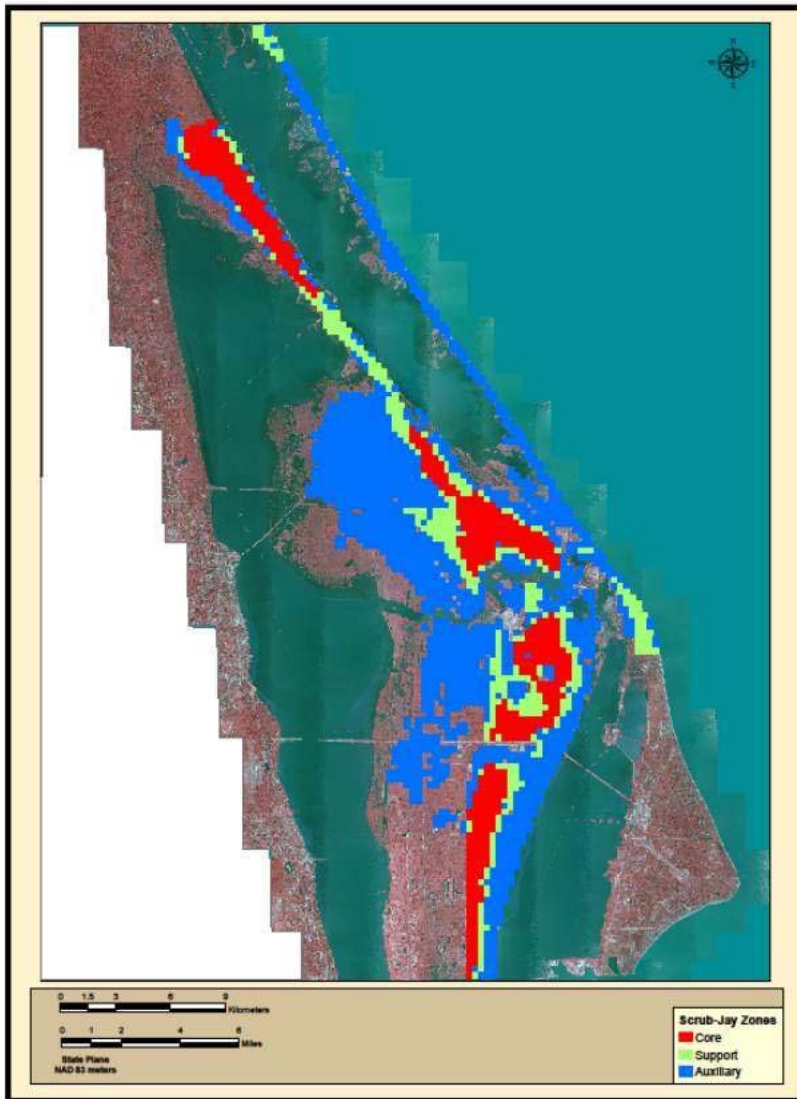 N
W E
S
0 1.5 3 6 9
Kilometers
0 1 2 4 6
Miles
State Plane
NAD 83 meters
Scrub-Jay Zones
Core
Support
Auxiliary